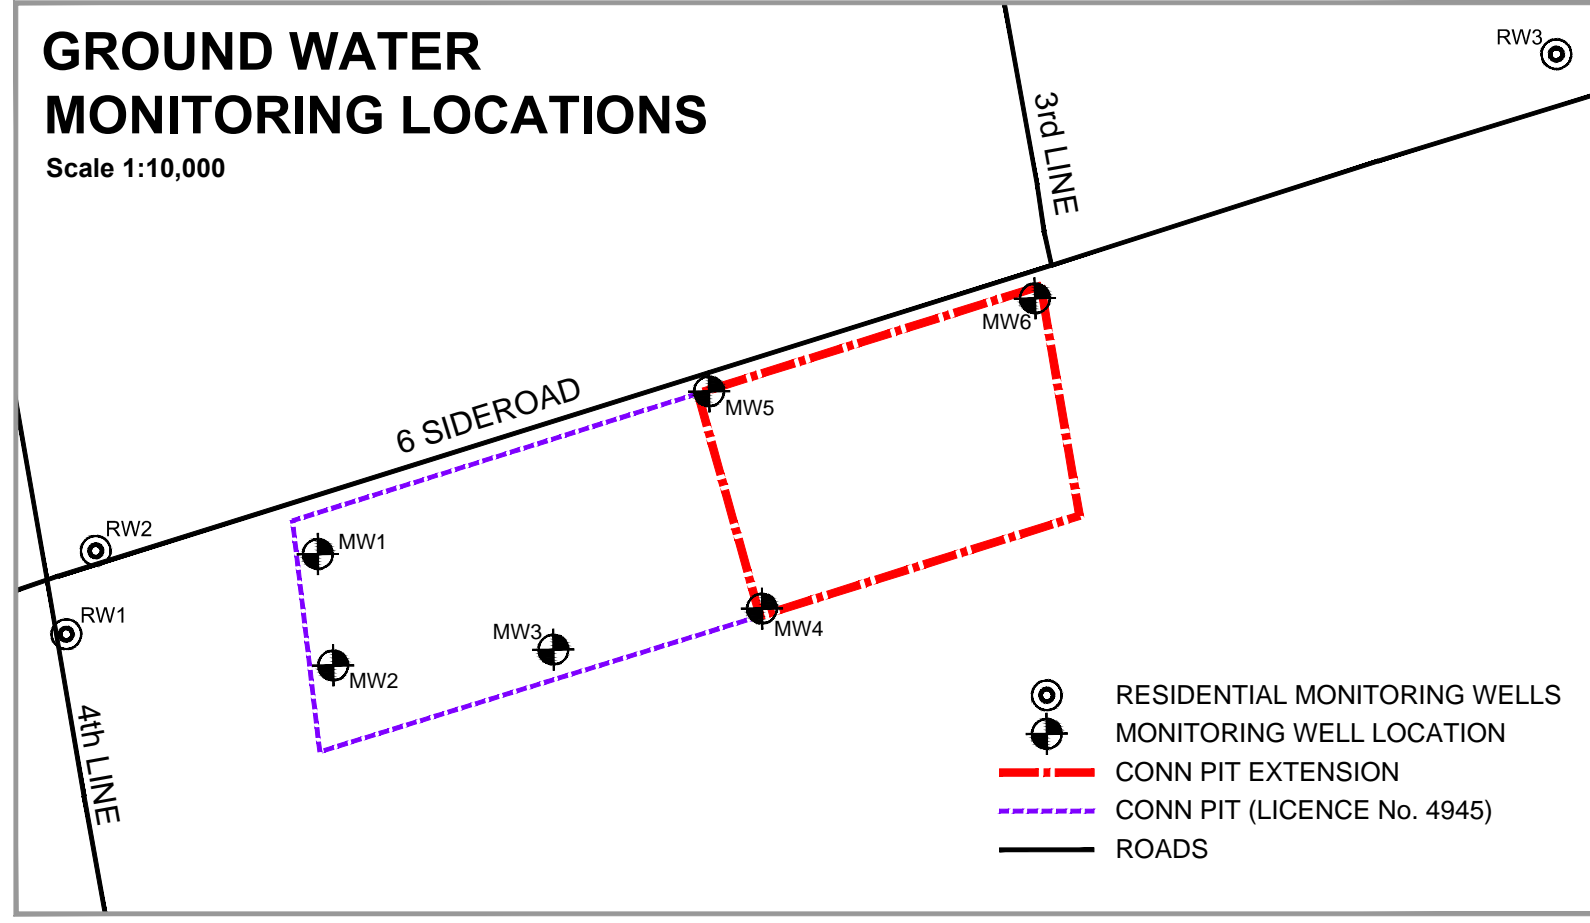 GROUND WATER
MONITORING LOCATIONS
Scale 1:10,000
RW3
3rd LINE
MW6
6 SIDEROAD
MW5
RW2
MW1
RW1
MW3
MW4
MW2
4th LINE
RESIDENTIAL MONITORING WELLS
MONITORING WELL LOCATION
CONN PIT EXTENSION
CONN PIT (LICENCE No. 4945)
ROADS